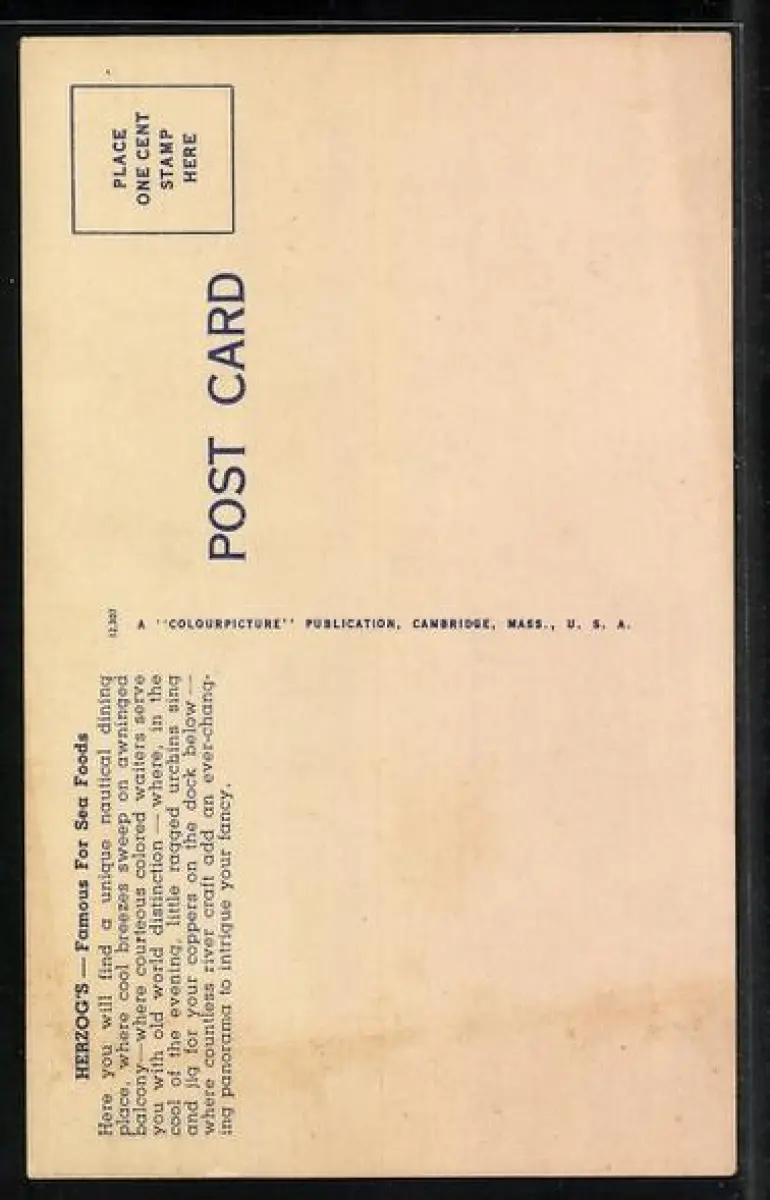 HERZOG'S — Famous For Sea Foods
Here you will find a unique nautical dining
place, where cool breezes sweep on awninged
balcony—where courteous colored waiters serve
you with old world distinction — where, in the
cool of the evening, little ragged urchins sing
and jig for your coppers on the dock below —
where countless river craft add an ever-chang-
ing panorama to intrigue your fancy.
12,307
A "COLOURPICTURE" PUBLICATION, CAMBRIDGE, MASS., U. S. A.
POST CARD
PLACE
ONE CENT
STAMP
HERE